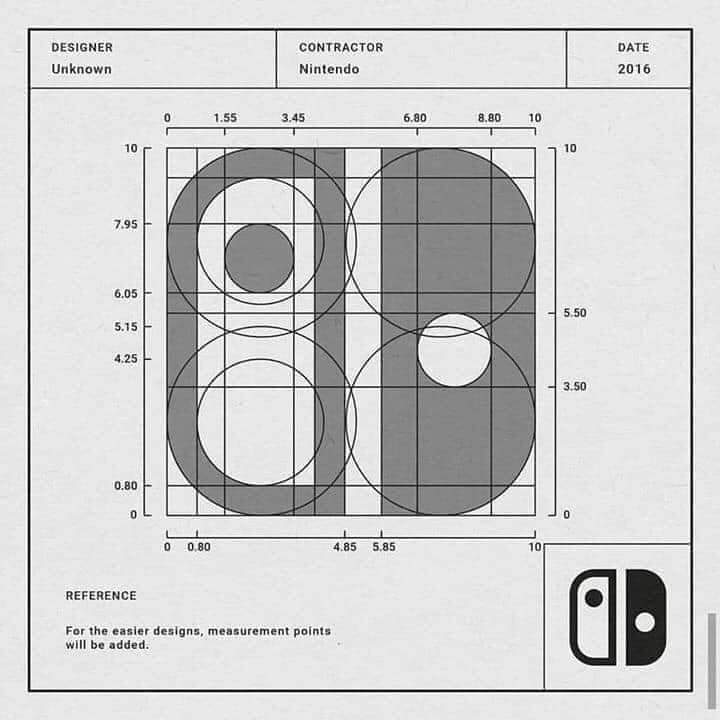 DESIGNER
Unknown
CONTRACTOR
Nintendo
DATE
2016
0 1.55 3.45 6.80 8.80 10
10
10
7.95
6.05
5.50
5.15
4.25
3.50
0.80
0
0
0 0.80 4.85 5.85 10
REFERENCE
For the easier designs, measurement points
will be added.